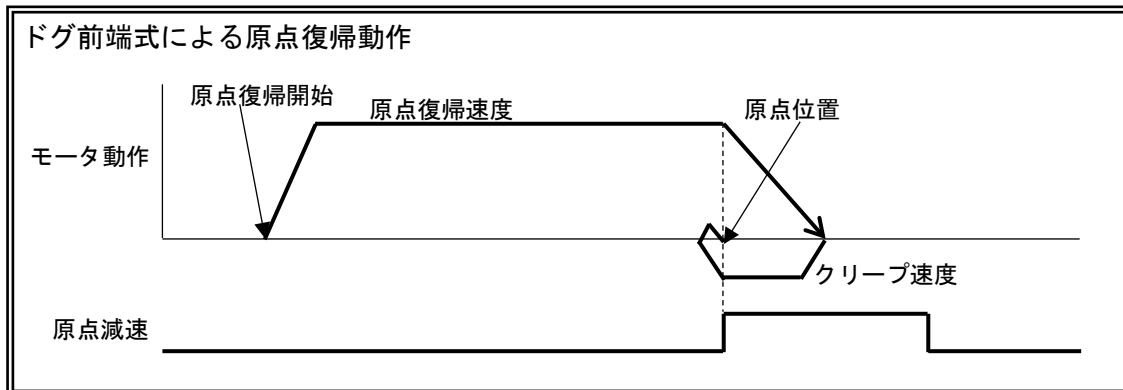 ドグ前端式による原点復帰動作
原点復帰開始
原点復帰速度
原点位置
モータ動作
クリープ速度
原点減速